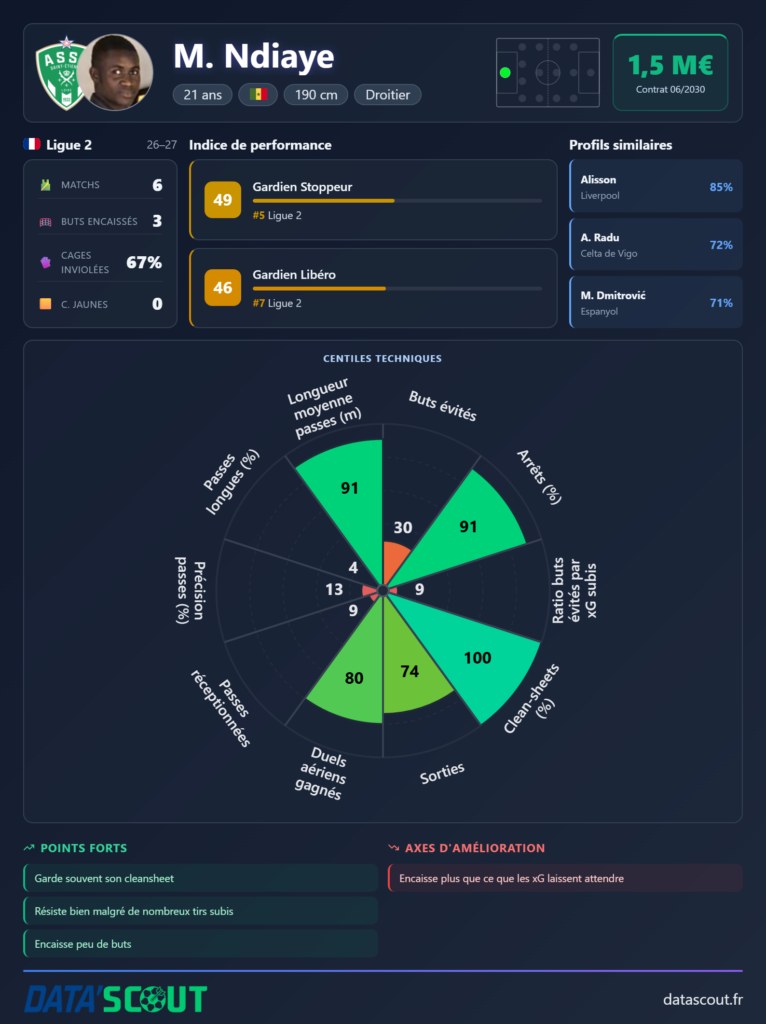 ASSE
M. Ndiaye
21 ans
190 cm
Droitier
1,5 M€
Contrat 06/2030
Ligue 2
26–27
MATCHS
6
BUTS ENCAISSÉS
3
CAGES
INVIOLÉES
67%
C. JAUNES
0
Indice de performance
49
Gardien Stoppeur
#5 Ligue 2
46
Gardien Libéro
#7 Ligue 2
Profils similaires
Alisson
Liverpool
85%
A. Radu
Celta de Vigo
72%
M. Dmitrović
Espanyol
71%
CENTILES TECHNIQUES
Longueur
moyenne
passes (m)
91
Buts évités
30
Arrêts (%)
91
Ratio buts
évités par
xG subis
9
Clean-sheets
(%)
100
Sorties
74
Duels
aériens
gagnés
80
Passes
réceptionnées
9
Précision
passes (%)
13
Passes
longues (%)
4
POINTS FORTS
Garde souvent son cleansheet
Résiste bien malgré de nombreux tirs subis
Encaisse peu de buts
AXES D'AMÉLIORATION
Encaisse plus que ce que les xG laissent attendre
DATA'SCOUT
datascout.fr